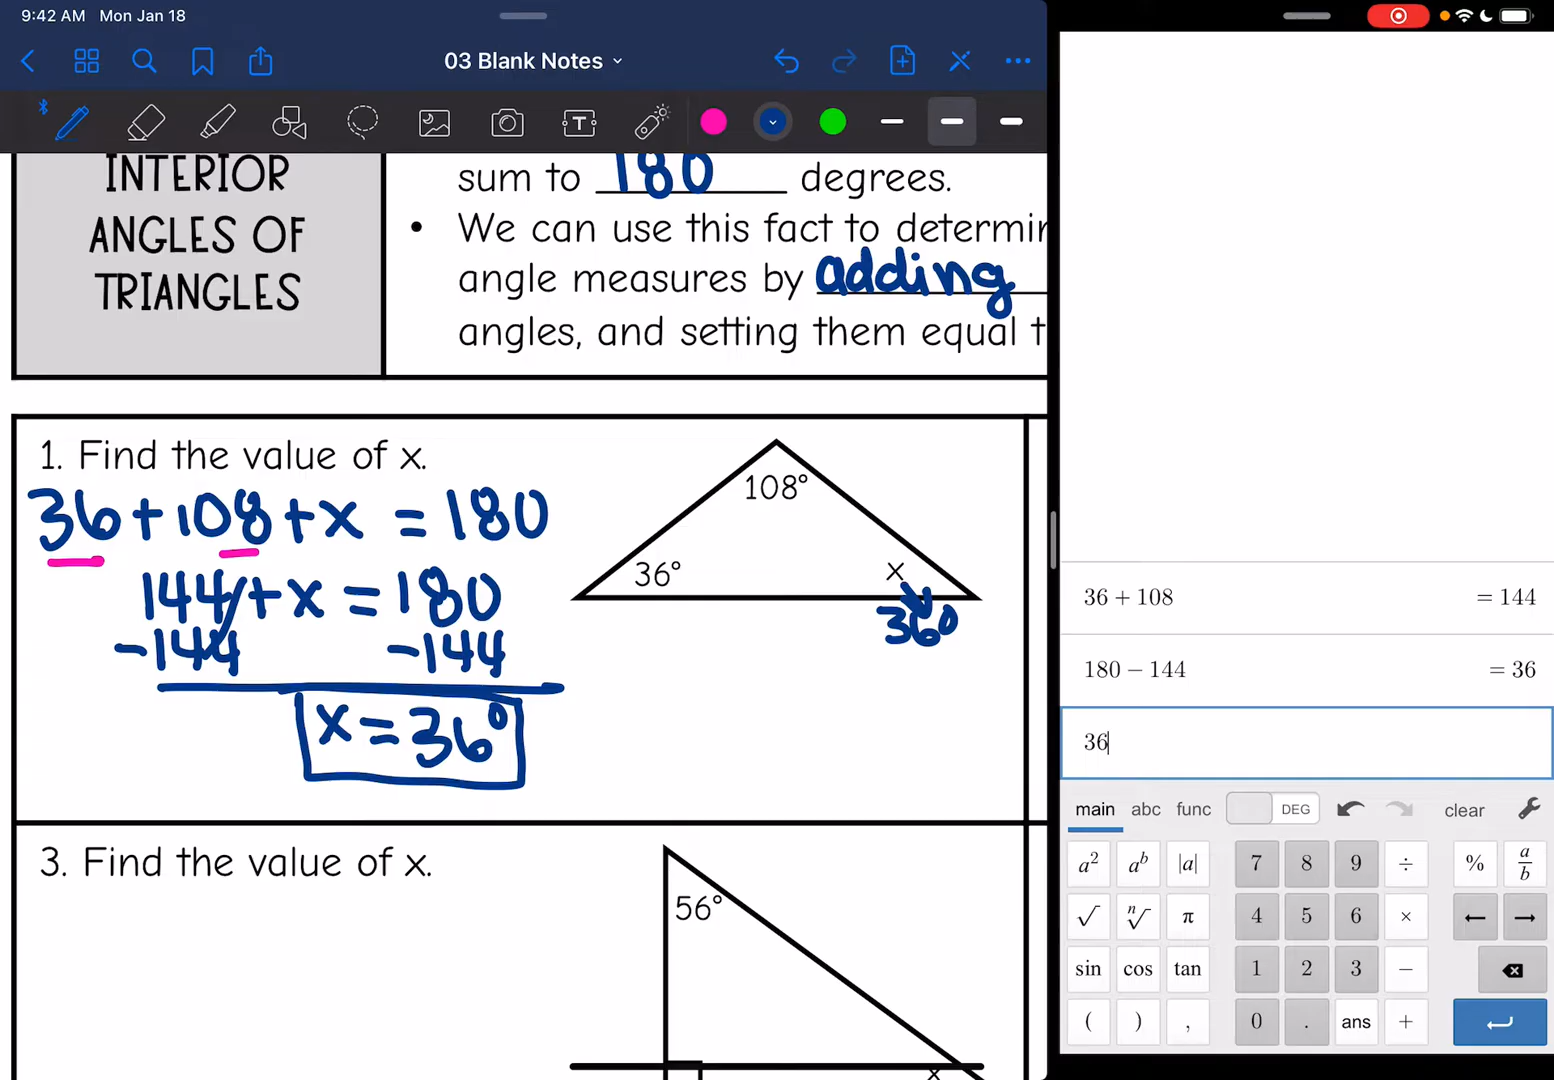 9:42 AM Mon Jan 18
03 Blank Notes
T
INTERIOR
ANGLES OF
TRIANGLES
sum to 180 degrees.
• We can use this fact to determin
angle measures by adding
angles, and setting them equal t
1. Find the value of x.
36+108+x = 180
144+x = 180
-144 -144
x = 36°
108°
36°
x
36°
3. Find the value of x.
56°
x
36 + 108 = 144
180 − 144 = 36
36
main abc func DEG clear
a² aᵇ |a| 7 8 9 ÷ % a/b
√ ⁿ√ π 4 5 6 × ← →
sin cos tan 1 2 3 −
( ) , 0 . ans +